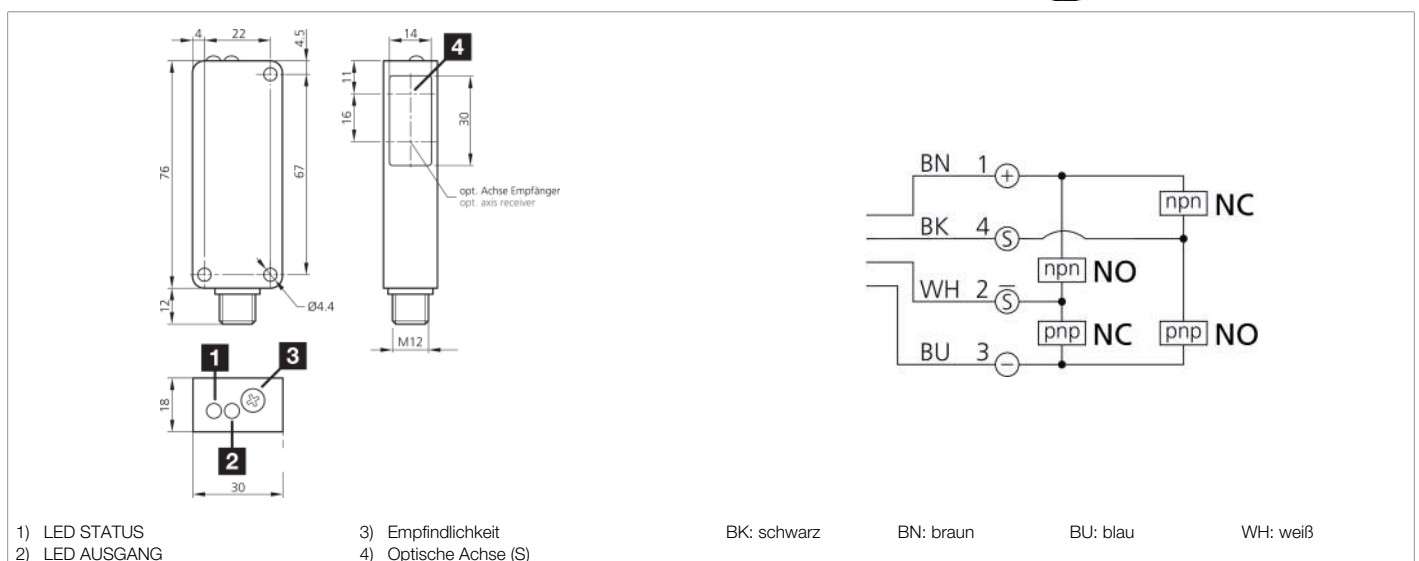 4
22
4.5
76
67
12
Ø4.4
14
4
11
16
30
opt. Achse Empfänger
opt. axis receiver
M12
1
3
18
2
30
BN 1 +
npn NC
BK 4 S
npn NO
WH 2 S̅
pnp NC
pnp NO
BU 3 −
1) LED STATUS
2) LED AUSGANG
3) Empfindlichkeit
4) Optische Achse (S)
BK: schwarz
BN: braun
BU: blau
WH: weiß